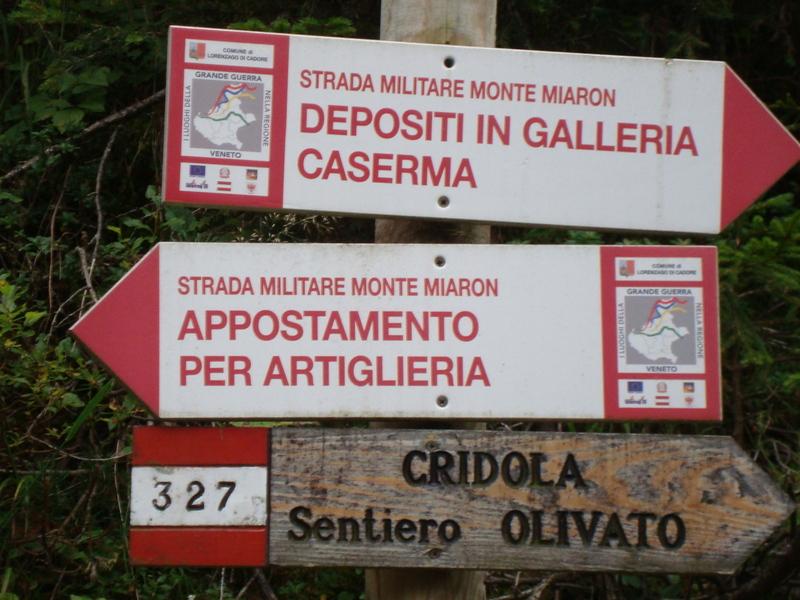 COMUNE di
LORENZAGO DI CADORE
GRANDE GUERRA
I LUOGHI DELLA
NELLA REGIONE
VENETO
STRADA MILITARE MONTE MIARON
DEPOSITI IN GALLERIA
CASERMA
STRADA MILITARE MONTE MIARON
APPOSTAMENTO
PER ARTIGLIERIA
COMUNE di
LORENZAGO DI CADORE
GRANDE GUERRA
I LUOGHI DELLA
NELLA REGIONE
VENETO
327
CRIDOLA
Sentiero OLIVATO